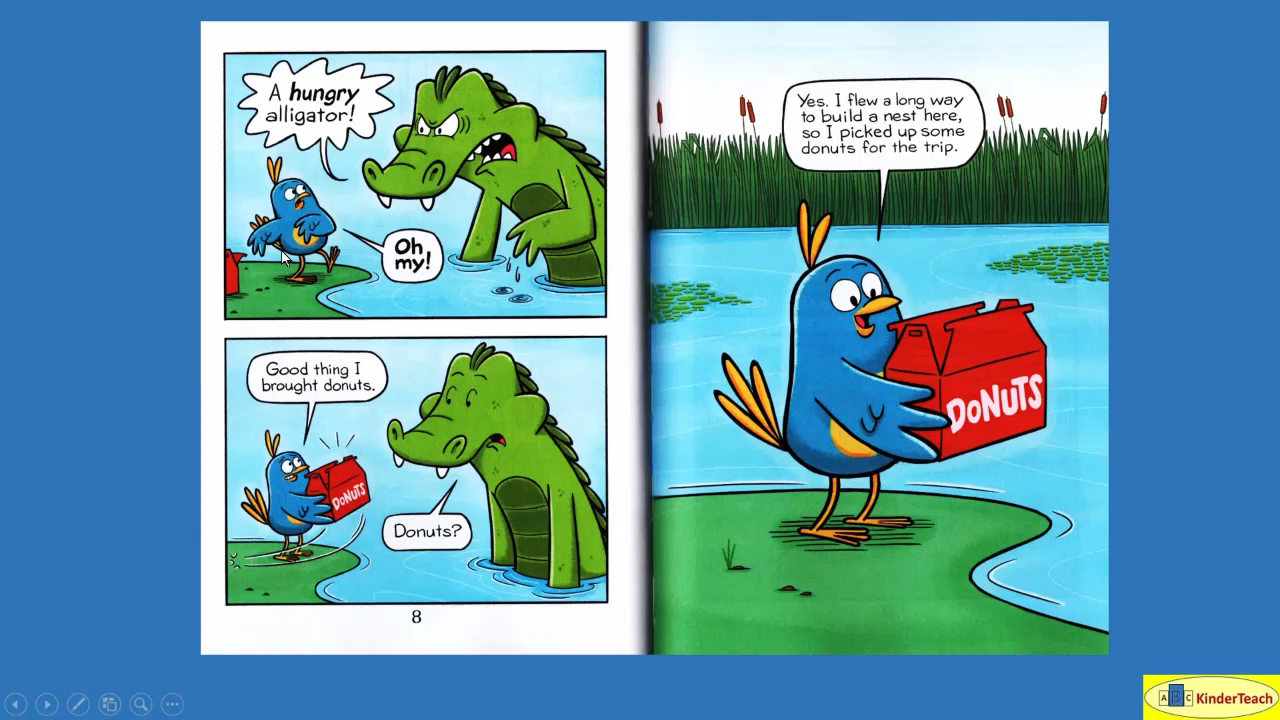 A hungry
alligator!
Oh
my!
Good thing I
brought donuts.
DONUTS
Donuts?
8
Yes. I flew a long way
to build a nest here,
so I picked up some
donuts for the trip.
DONUTS
A B C KinderTeach